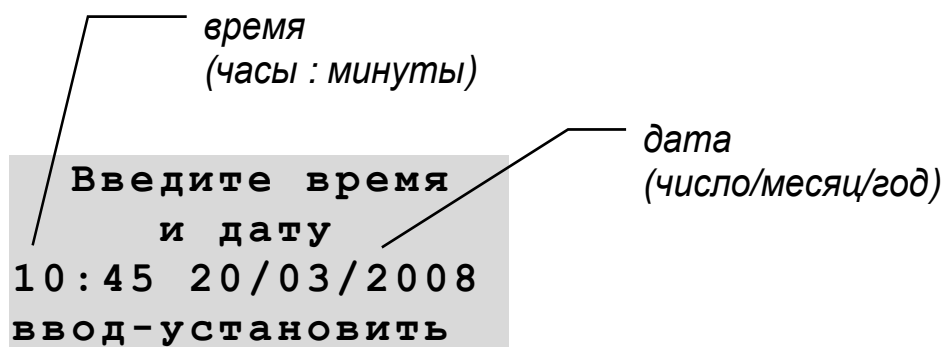 время
(часы : минуты)
дата
(число/месяц/год)
Введите время
и дату
10:45 20/03/2008
ввод-установить